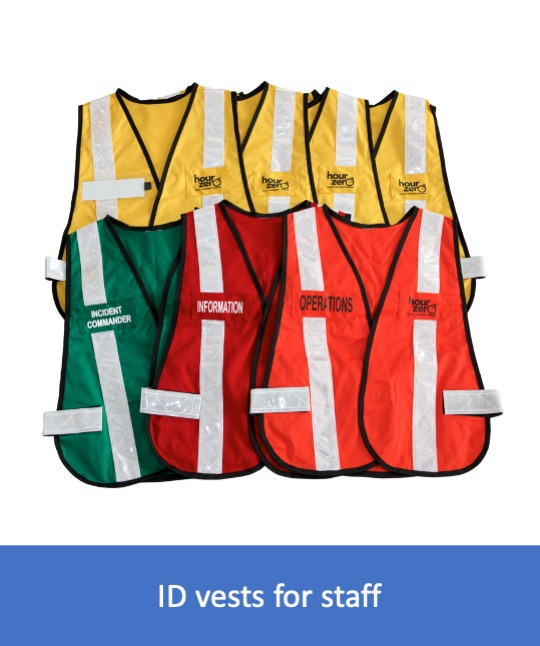 hour
zero
hour
zero
hour
zero
hour
zero
INCIDENT
COMMANDER
INFORMATION
OPERATIONS
hour
zero
ID vests for staff